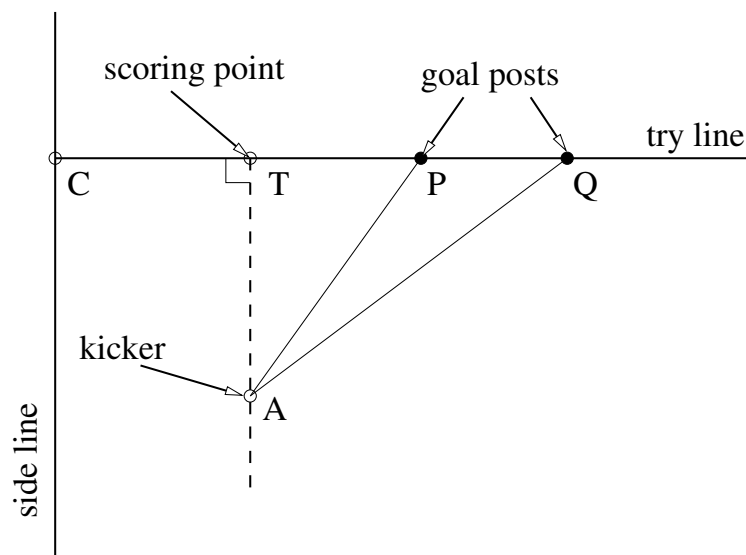 scoring point
goal posts
try line
C
T
P
Q
kicker
A
side line